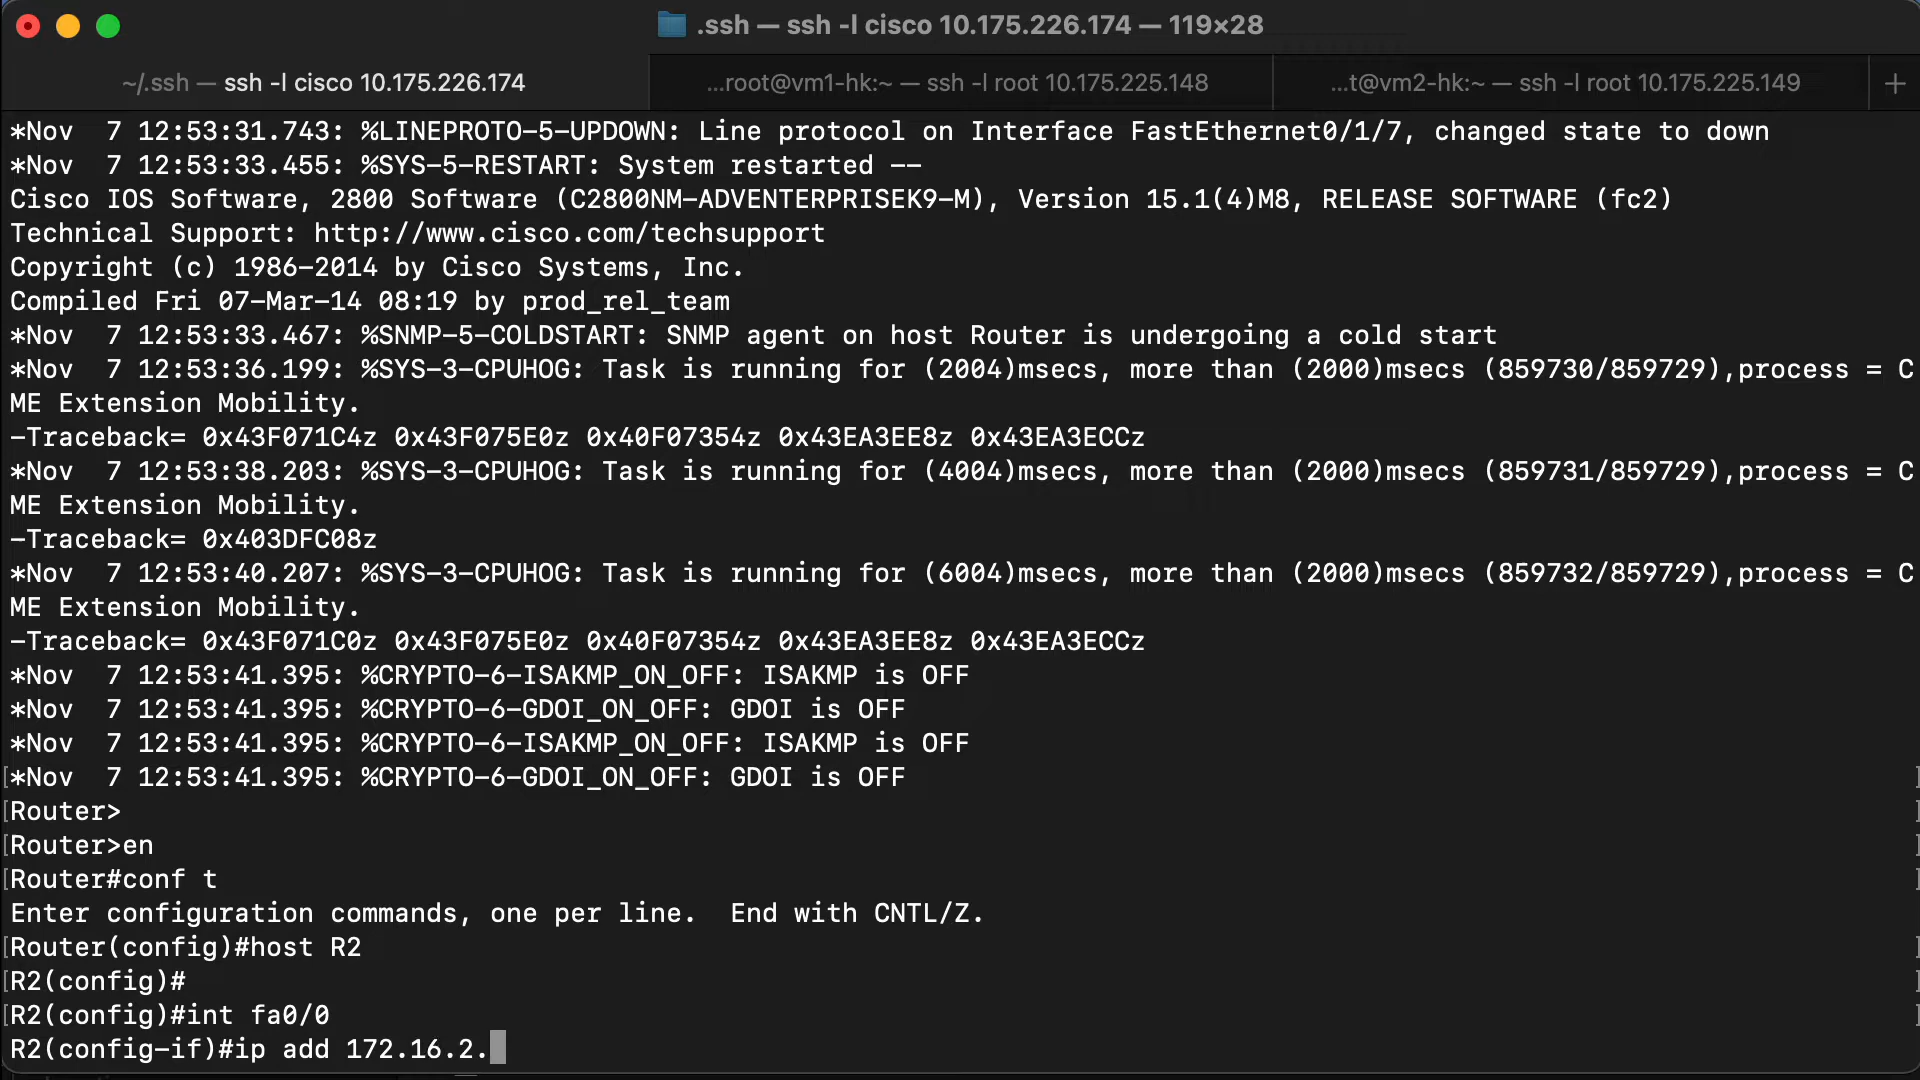 .ssh — ssh -l cisco 10.175.226.174 — 119×28
~/.ssh — ssh -l cisco 10.175.226.174
...root@vm1-hk:~ — ssh -l root 10.175.225.148
...t@vm2-hk:~ — ssh -l root 10.175.225.149
+
*Nov  7 12:53:31.743: %LINEPROTO-5-UPDOWN: Line protocol on Interface FastEthernet0/1/7, changed state to down
*Nov  7 12:53:33.455: %SYS-5-RESTART: System restarted --
Cisco IOS Software, 2800 Software (C2800NM-ADVENTERPRISEK9-M), Version 15.1(4)M8, RELEASE SOFTWARE (fc2)
Technical Support: http://www.cisco.com/techsupport
Copyright (c) 1986-2014 by Cisco Systems, Inc.
Compiled Fri 07-Mar-14 08:19 by prod_rel_team
*Nov  7 12:53:33.467: %SNMP-5-COLDSTART: SNMP agent on host Router is undergoing a cold start
*Nov  7 12:53:36.199: %SYS-3-CPUHOG: Task is running for (2004)msecs, more than (2000)msecs (859730/859729),process = C
ME Extension Mobility.
-Traceback= 0x43F071C4z 0x43F075E0z 0x40F07354z 0x43EA3EE8z 0x43EA3ECCz
*Nov  7 12:53:38.203: %SYS-3-CPUHOG: Task is running for (4004)msecs, more than (2000)msecs (859731/859729),process = C
ME Extension Mobility.
-Traceback= 0x403DFC08z
*Nov  7 12:53:40.207: %SYS-3-CPUHOG: Task is running for (6004)msecs, more than (2000)msecs (859732/859729),process = C
ME Extension Mobility.
-Traceback= 0x43F071C0z 0x43F075E0z 0x40F07354z 0x43EA3EE8z 0x43EA3ECCz
*Nov  7 12:53:41.395: %CRYPTO-6-ISAKMP_ON_OFF: ISAKMP is OFF
*Nov  7 12:53:41.395: %CRYPTO-6-GDOI_ON_OFF: GDOI is OFF
*Nov  7 12:53:41.395: %CRYPTO-6-ISAKMP_ON_OFF: ISAKMP is OFF
*Nov  7 12:53:41.395: %CRYPTO-6-GDOI_ON_OFF: GDOI is OFF
Router>
Router>en
Router#conf t
Enter configuration commands, one per line.  End with CNTL/Z.
Router(config)#host R2
R2(config)#
R2(config)#int fa0/0
R2(config-if)#ip add 172.16.2.